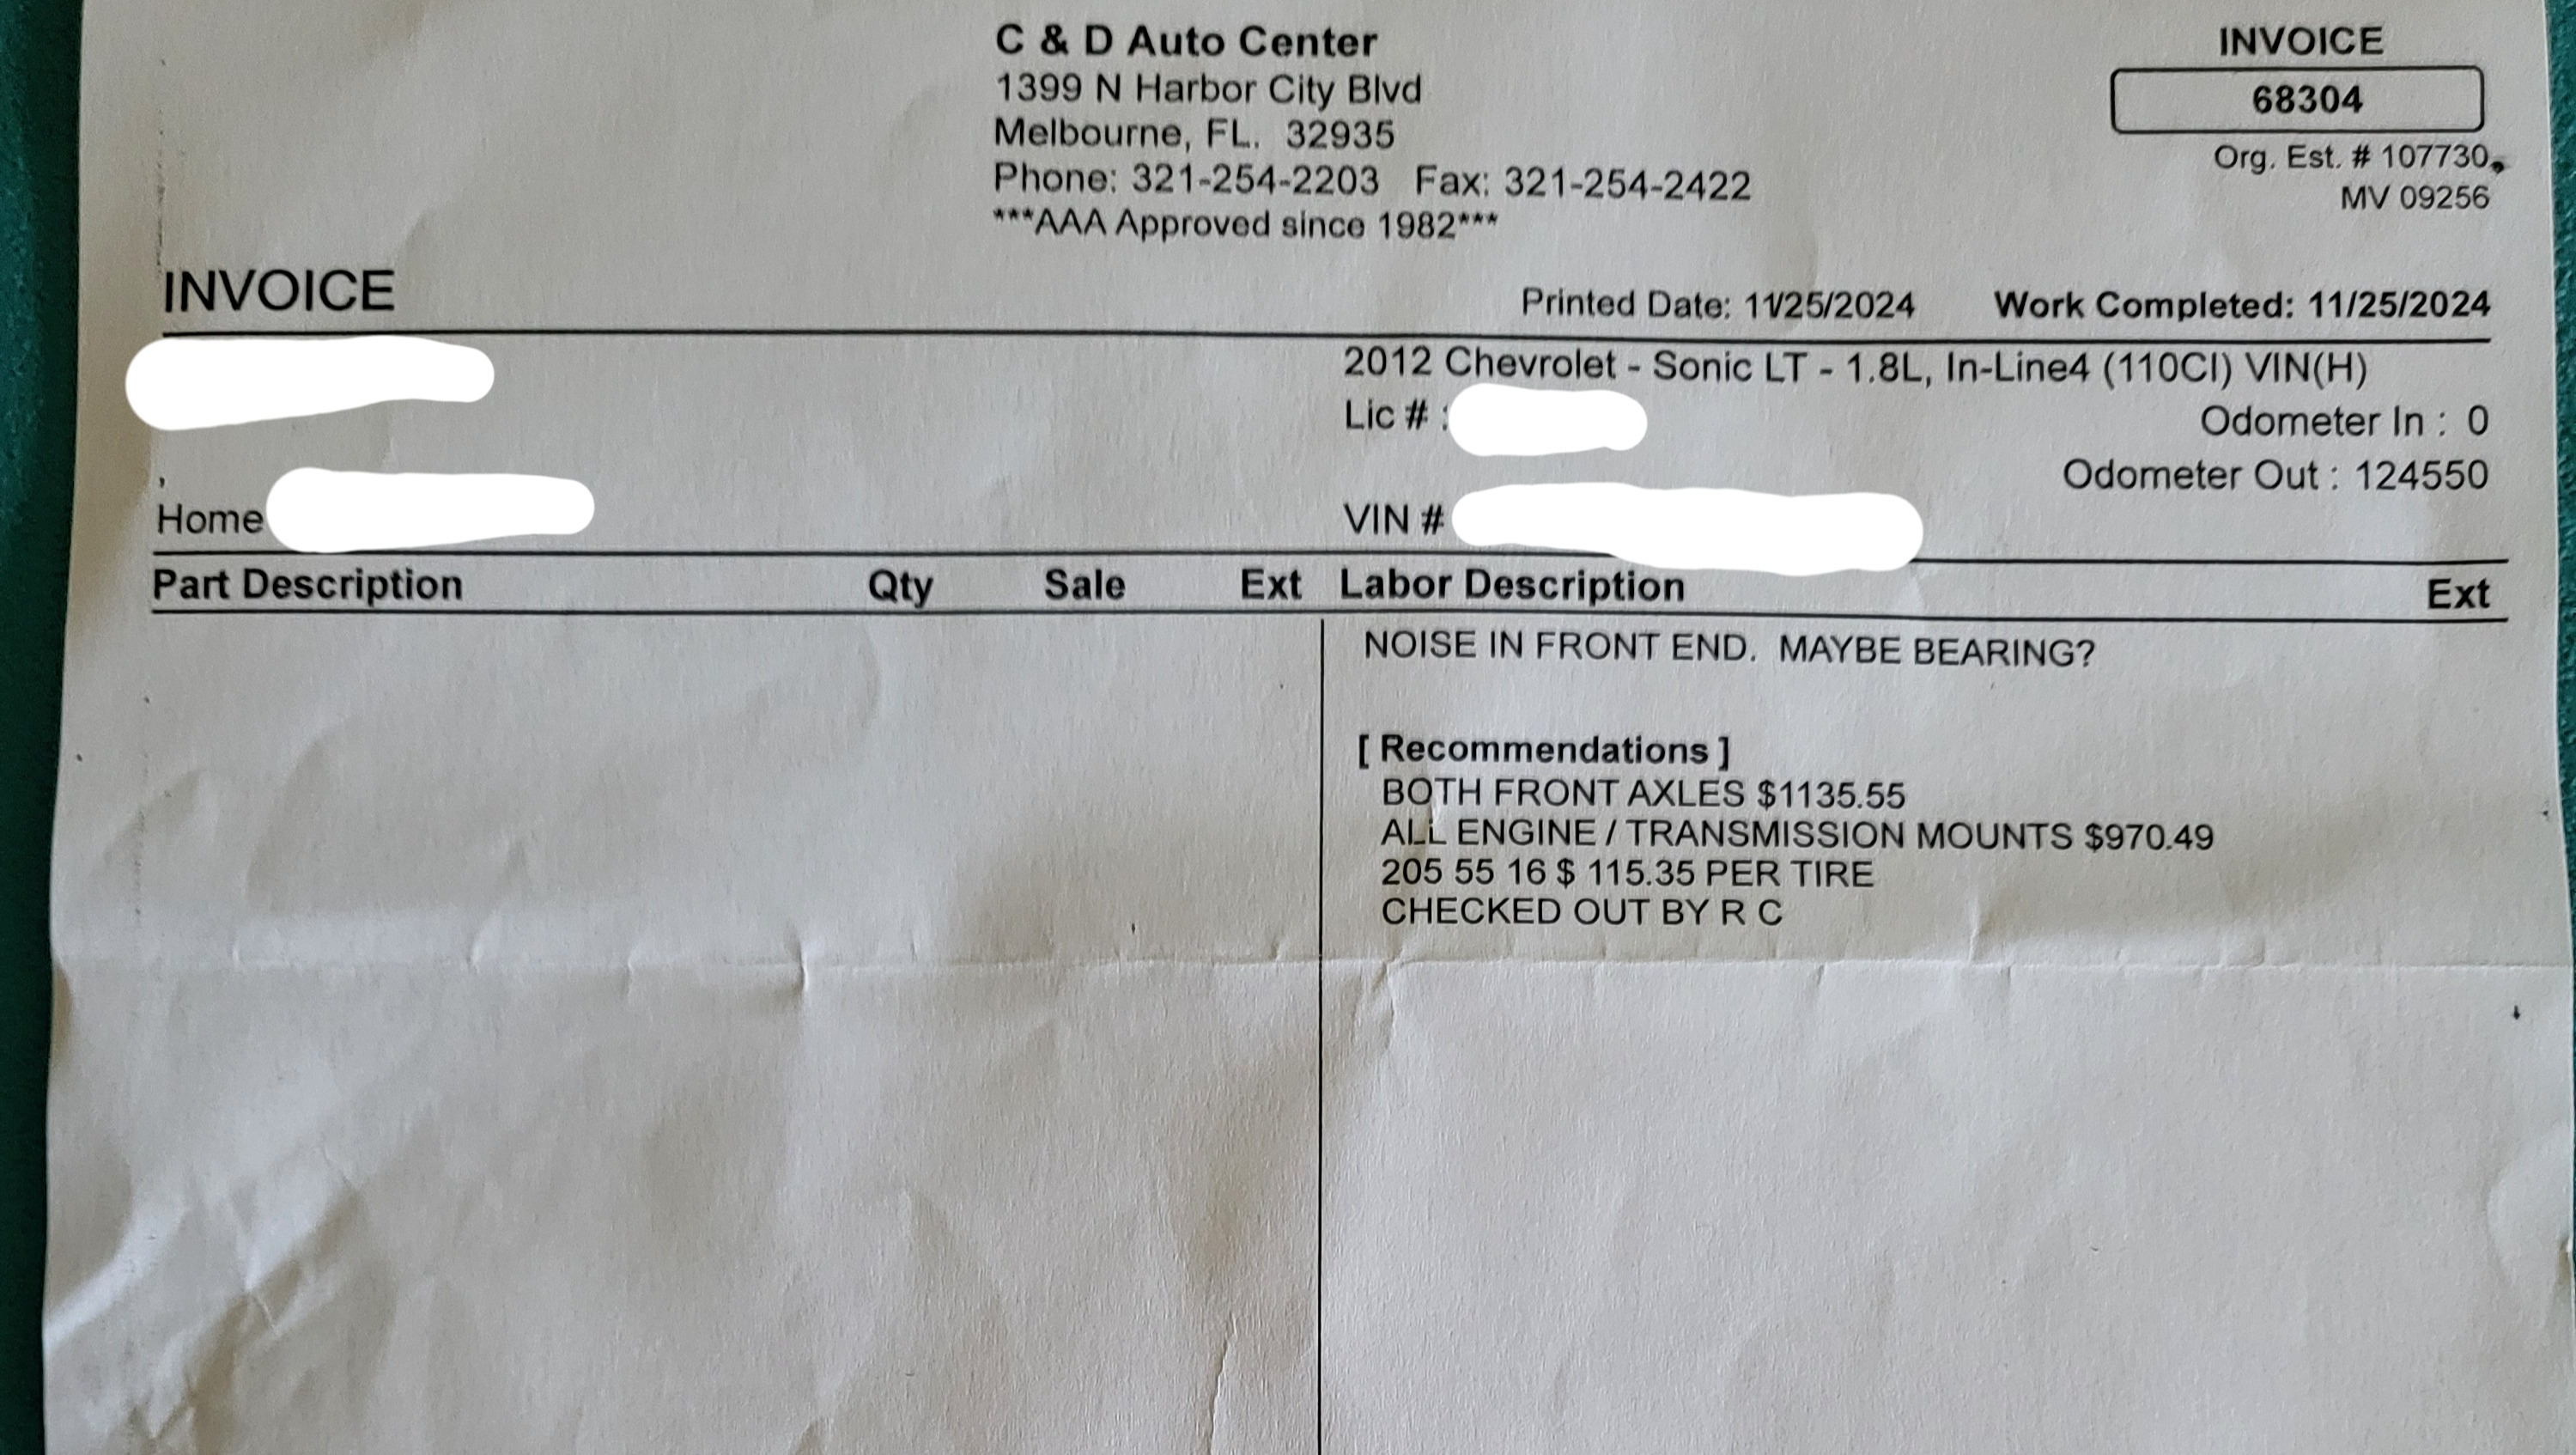 C & D Auto Center
1399 N Harbor City Blvd
Melbourne, FL.  32935
Phone: 321-254-2203   Fax: 321-254-2422
***AAA Approved since 1982***
INVOICE
68304
Org. Est. # 107730
MV 09256
INVOICE
Printed Date: 11/25/2024   Work Completed: 11/25/2024
2012 Chevrolet - Sonic LT - 1.8L, In-Line4 (110CI) VIN(H)
Lic # :   Odometer In : 0
,   Odometer Out : 124550
Home   VIN #
Part Description   Qty   Sale   Ext   Labor Description   Ext
NOISE IN FRONT END.  MAYBE BEARING?
[ Recommendations ]
BOTH FRONT AXLES $1135.55
ALL ENGINE / TRANSMISSION MOUNTS $970.49
205 55 16 $ 115.35 PER TIRE
CHECKED OUT BY R C